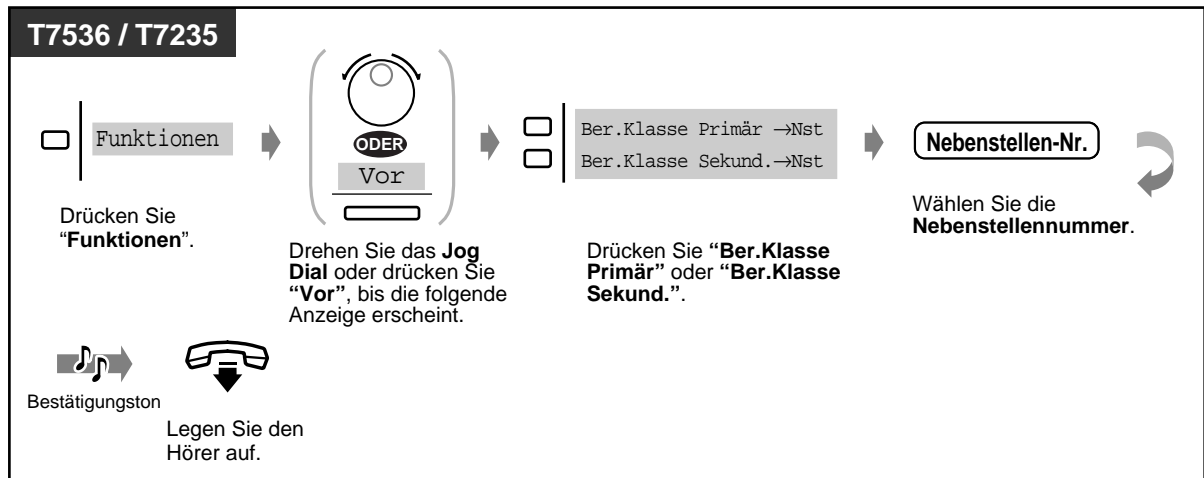 T7536 / T7235
Funktionen
Drücken Sie
“Funktionen”.
ODER
Vor
Drehen Sie das Jog
Dial oder drücken Sie
“Vor”, bis die folgende
Anzeige erscheint.
Ber.Klasse Primär →Nst
Ber.Klasse Sekund.→Nst
Drücken Sie “Ber.Klasse
Primär” oder “Ber.Klasse
Sekund.”.
Nebenstellen-Nr.
Wählen Sie die
Nebenstellennummer.
Bestätigungston
Legen Sie den
Hörer auf.